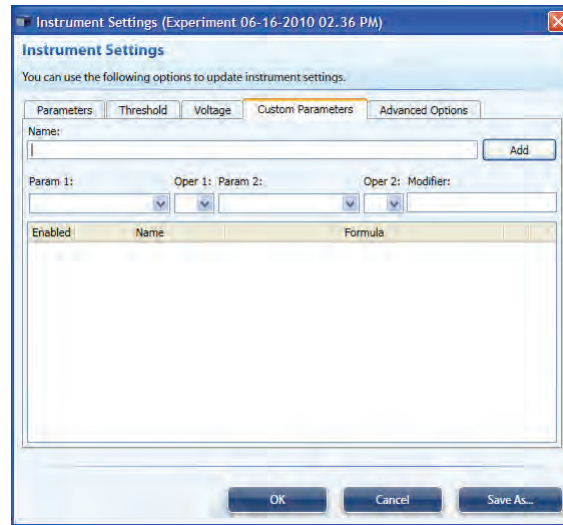 Instrument Settings (Experiment 06-16-2010 02.36 PM)
Instrument Settings
You can use the following options to update instrument settings.
Parameters Threshold Voltage Custom Parameters Advanced Options
Name:
Add
Param 1: Oper 1: Param 2: Oper 2: Modifier:
Enabled Name Formula
OK Cancel Save As...